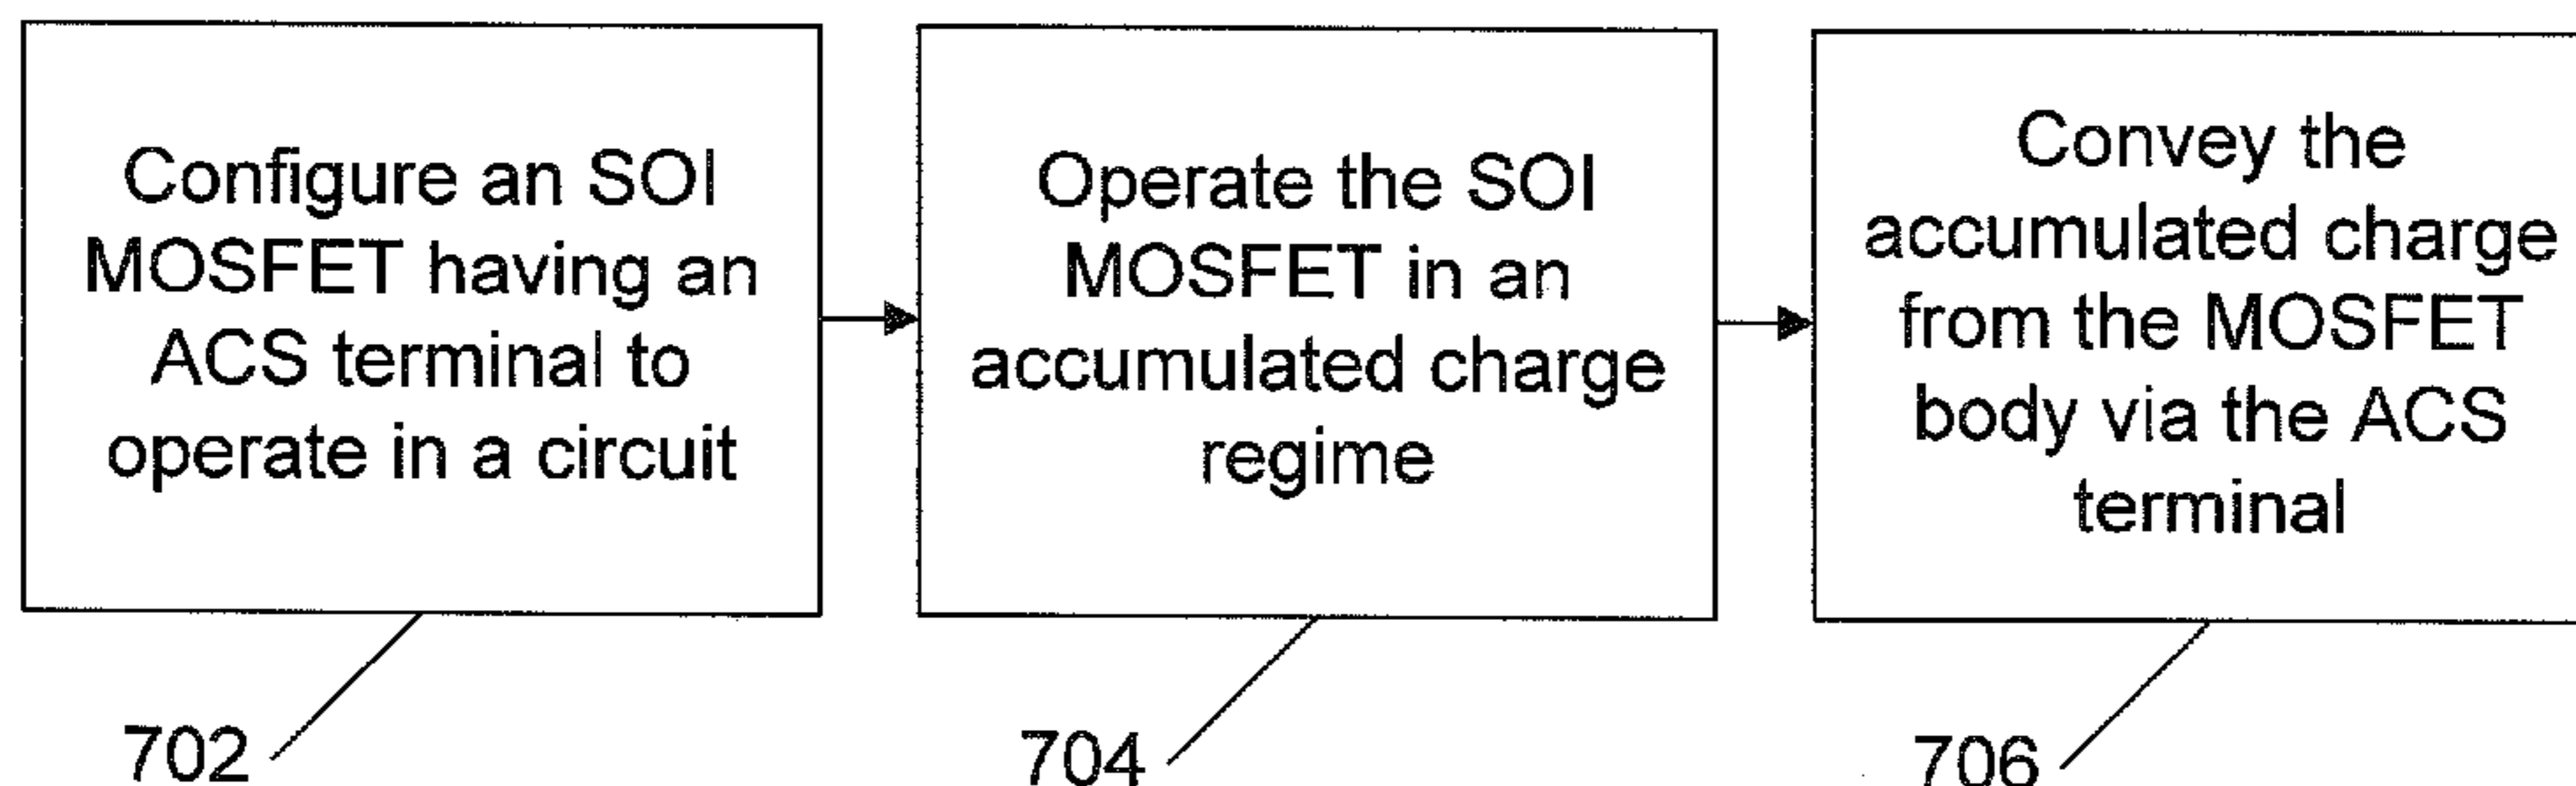 Configure an SOI
MOSFET having an
ACS terminal to
operate in a circuit
Operate the SOI
MOSFET in an
accumulated charge
regime
Convey the
accumulated charge
from the MOSFET
body via the ACS
terminal
702
704
706